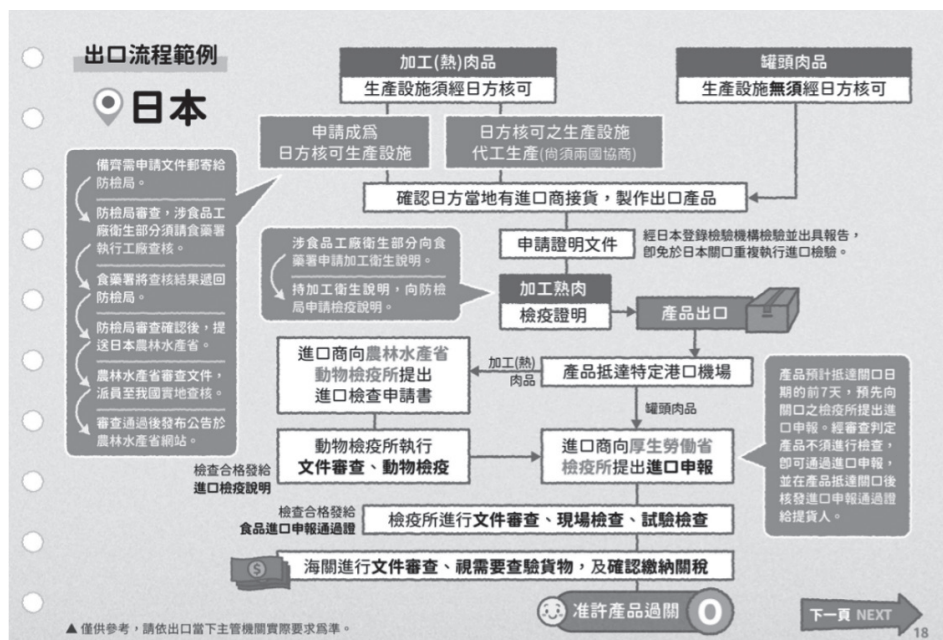 出口流程範例
日本
加工(熱)肉品
生產設施須經日方核可
罐頭肉品
生產設施無須經日方核可
申請成爲
日方核可生產設施
日方核可之生產設施
代工生產(尚須兩國協商)
備齊需申請文件郵寄給
防檢局。
防檢局審查，涉食品工
廠衛生部分須請食藥署
執行工廠查核。
食藥署將查核結果遞回
防檢局。
防檢局審查確認後，提
送日本農林水產省。
農林水產省審查文件，
派員至我國實地查核。
審查通過後發布公告於
農林水產省網站。
確認日方當地有進口商接貨，製作出口產品
申請證明文件
經日本登錄檢驗機構檢驗並出具報告，
卽免於日本關口重複執行進口檢驗。
涉食品工廠衛生部分向食
藥署申請加工衛生說明。
持加工衛生說明，向防檢
局申請檢疫說明。
加工熟肉
檢疫證明
產品出口
產品抵達特定港口機場
加工(熱)
肉品
罐頭肉品
進口商向農林水產省
動物檢疫所提出
進口檢查申請書
動物檢疫所執行
文件審查、動物檢疫
檢查合格發給
進口檢疫說明
進口商向厚生勞働省
檢疫所提出進口申報
產品預計抵達關口日
期的前7天，預先向
關口之檢疫所提出進
口申報。經審查判定
產品不須進行檢查，
卽可通過進口申報，
並在產品抵達關口後
核發進口申報通過證
給提貨人。
檢查合格發給
食品進口申報通過證
檢疫所進行文件審查、現場檢查、試驗檢查
海關進行文件審查、視需要查驗貨物，及確認繳納關稅
准許產品過關
▲ 僅供參考，請依出口當下主管機關實際要求爲準。
下一頁 NEXT
18